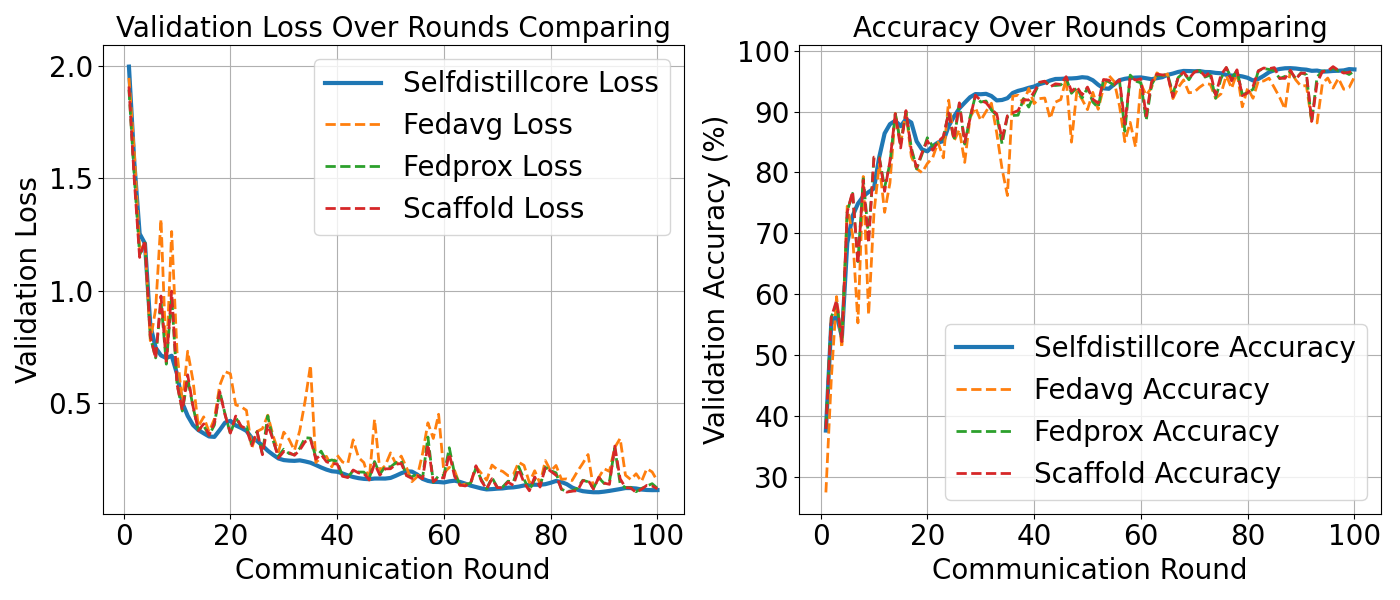 Validation Loss Over Rounds Comparing
Validation Loss
2.0
1.5
1.0
0.5
0
20
40
60
80
100
Communication Round
Selfdistillcore Loss
Fedavg Loss
Fedprox Loss
Scaffold Loss
Accuracy Over Rounds Comparing
Validation Accuracy (%)
100
90
80
70
60
50
40
30
0
20
40
60
80
100
Communication Round
Selfdistillcore Accuracy
Fedavg Accuracy
Fedprox Accuracy
Scaffold Accuracy